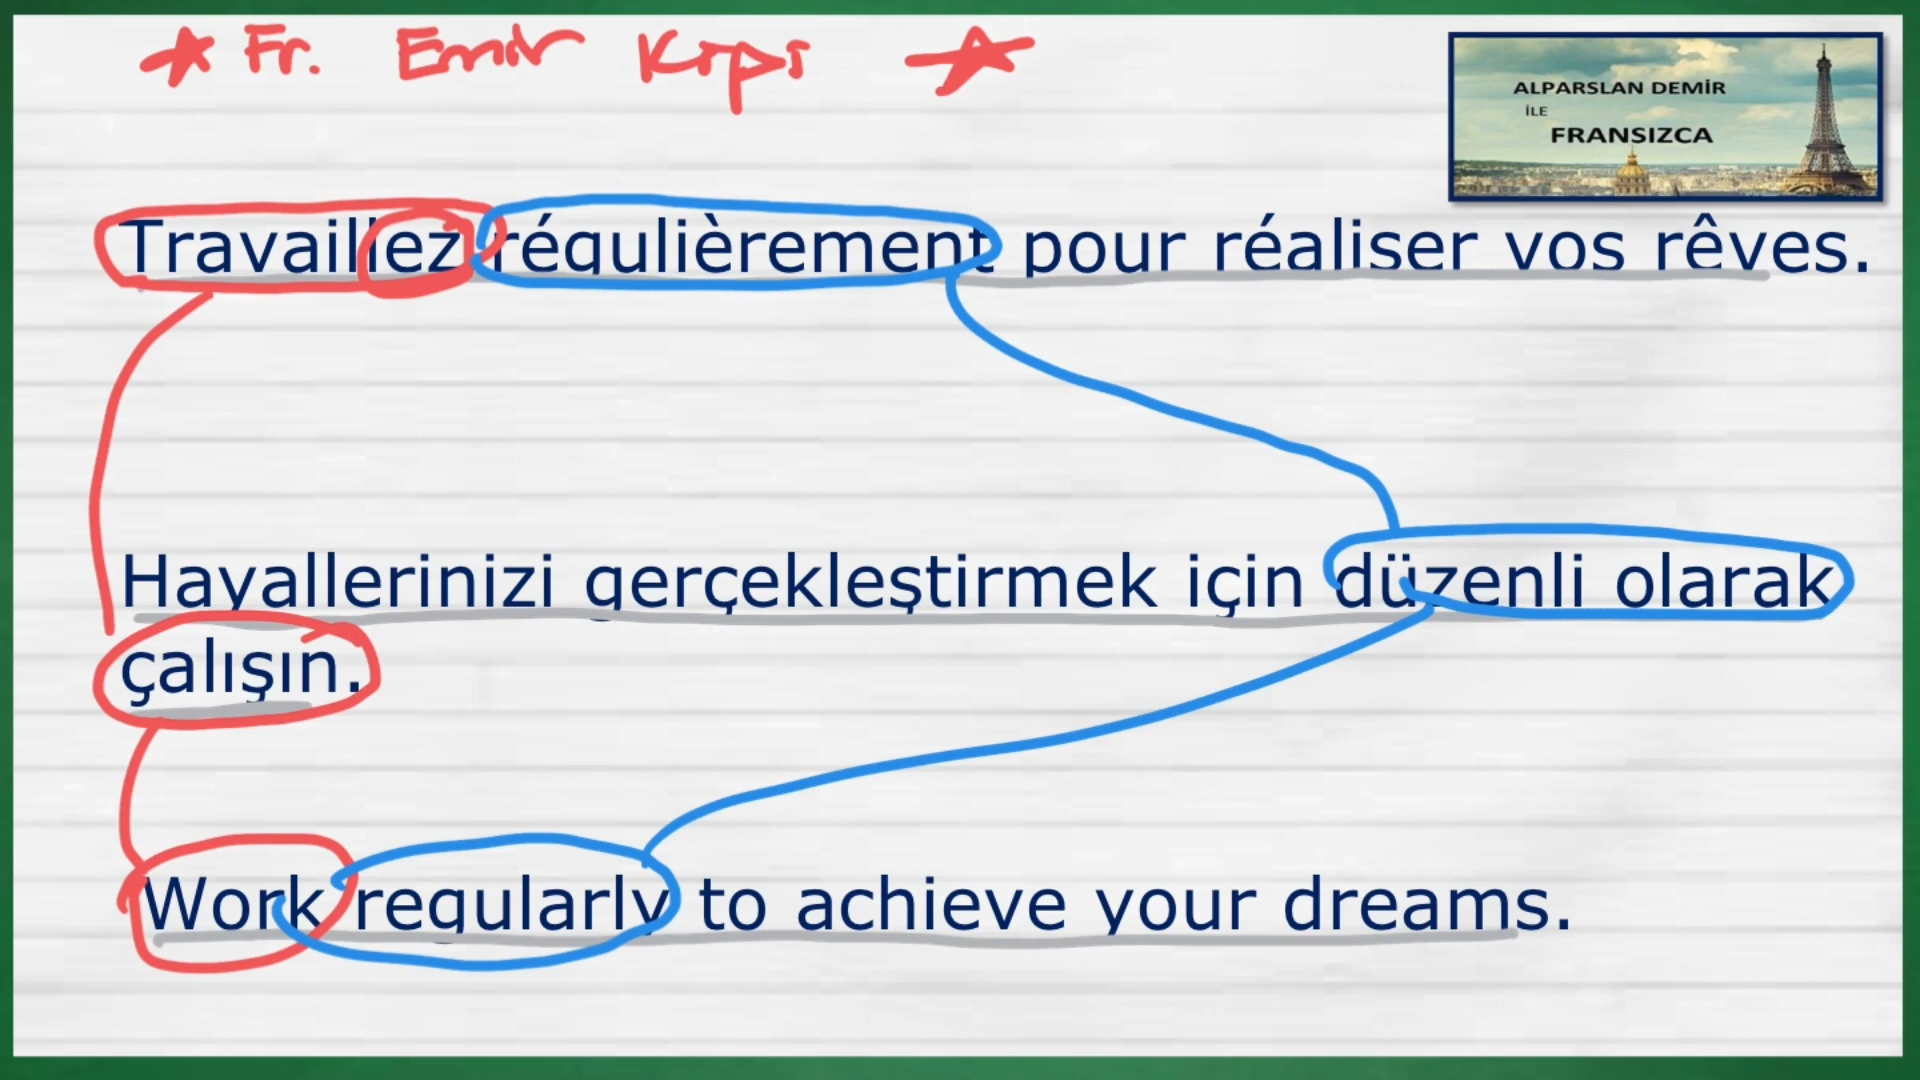 Fr. Emir Kipi
ALPARSLAN DEMİR
İLE
FRANSIZCA
Travaillez régulièrement pour réaliser vos rêves.
Hayallerinizi gerçekleştirmek için düzenli olarak
çalışın.
Work regularly to achieve your dreams.